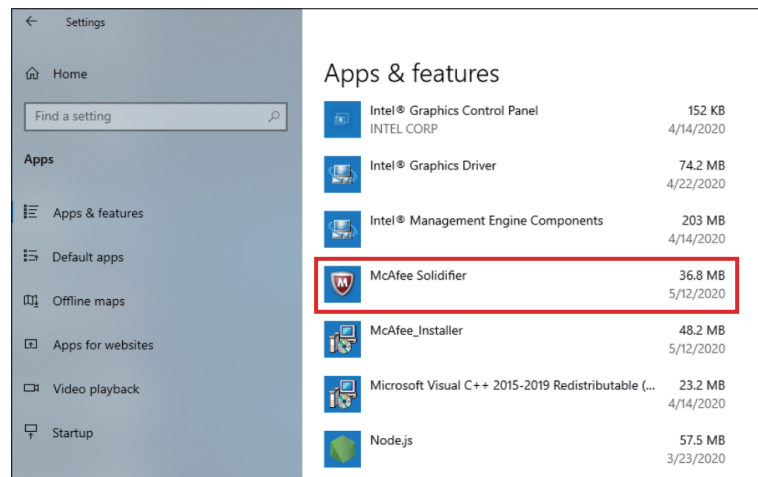 Settings
Home
Find a setting
Apps
Apps & features
Default apps
Offline maps
Apps for websites
Video playback
Startup
Apps & features
Intel® Graphics Control Panel 152 KB
INTEL CORP 4/14/2020
Intel® Graphics Driver 74.2 MB
4/22/2020
Intel® Management Engine Components 203 MB
4/14/2020
McAfee Solidifier 36.8 MB
5/12/2020
McAfee_Installer 48.2 MB
5/12/2020
Microsoft Visual C++ 2015-2019 Redistributable (... 23.2 MB
4/14/2020
Node.js 57.5 MB
3/23/2020